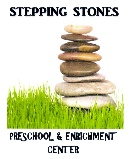 STEPPING STONES
PRESCHOOL & ENRICHMENT
CENTER